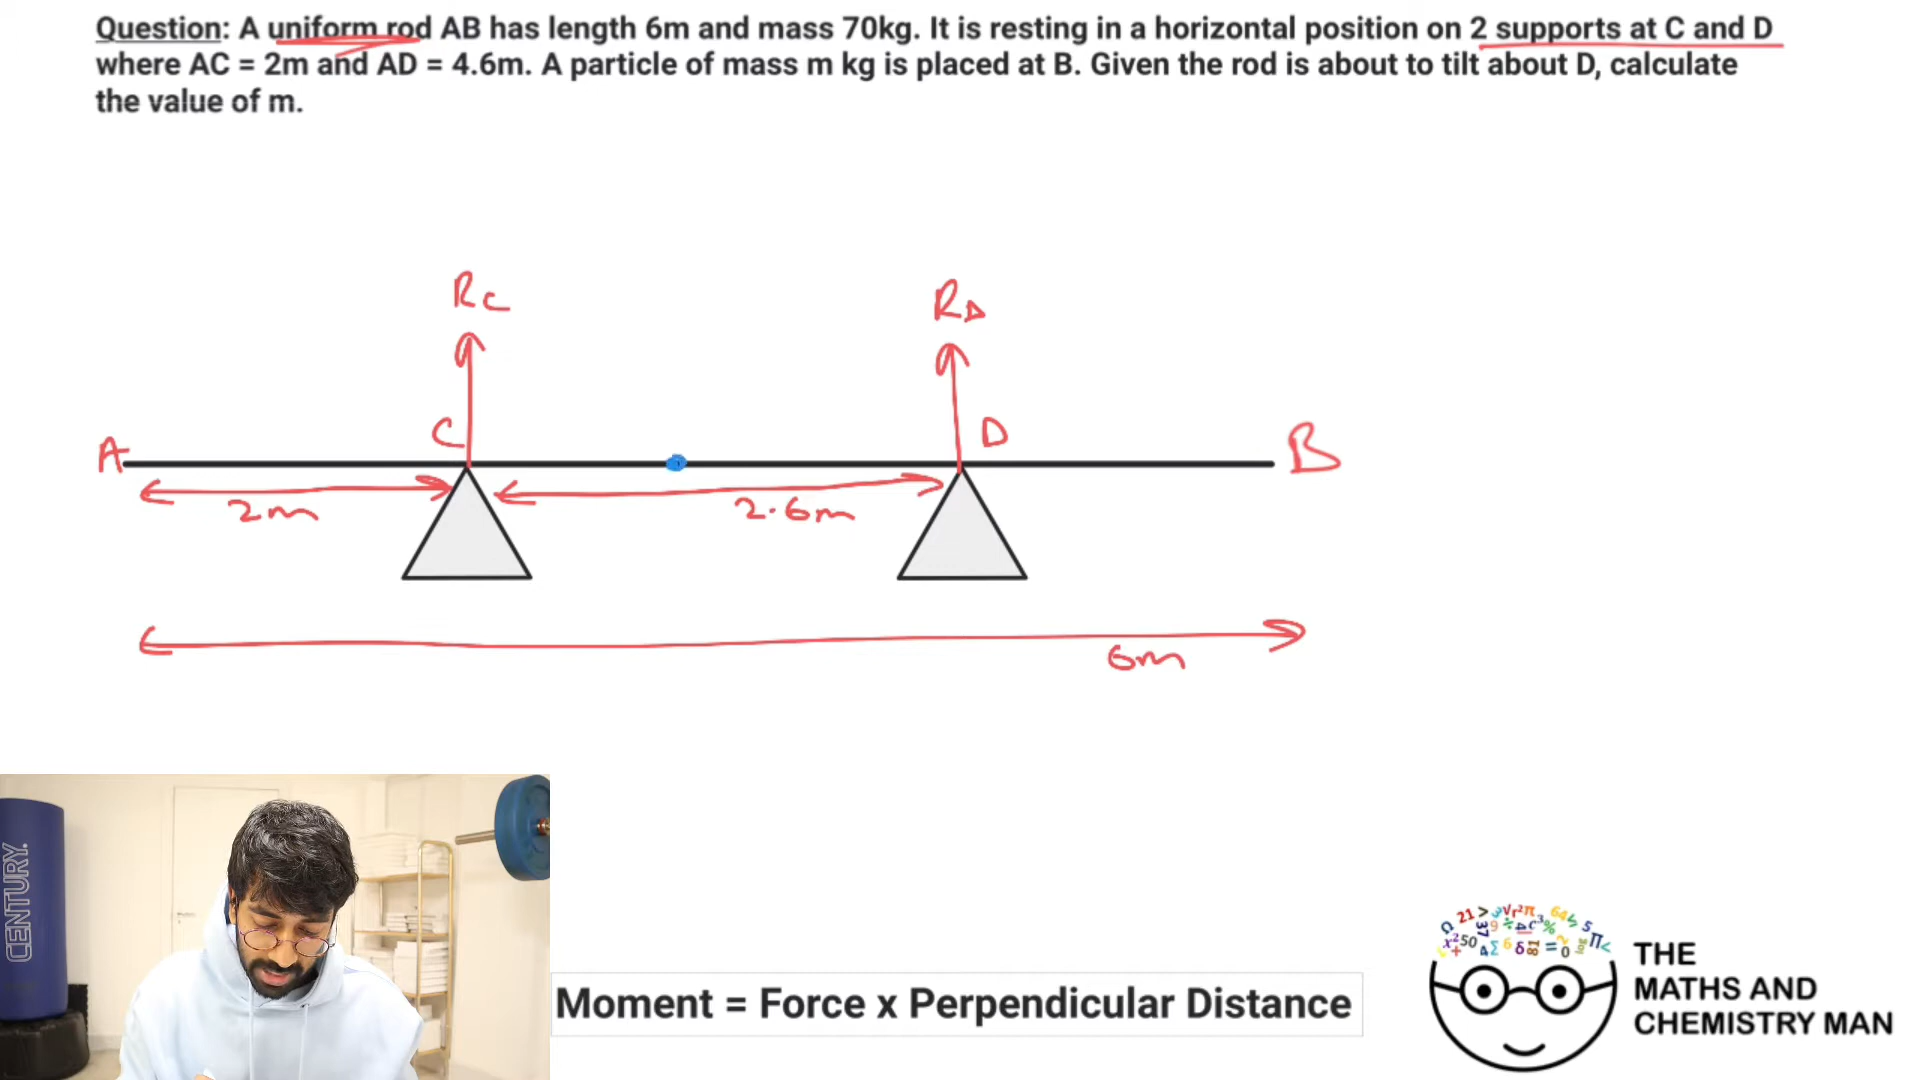 Question: A uniform rod AB has length 6m and mass 70kg. It is resting in a horizontal position on 2 supports at C and D
where AC = 2m and AD = 4.6m. A particle of mass m kg is placed at B. Given the rod is about to tilt about D, calculate
the value of m.
RC
RD
C
D
A
B
2m
2.6m
6m
CENTURY.
Moment = Force x Perpendicular Distance
THE
MATHS AND
CHEMISTRY MAN